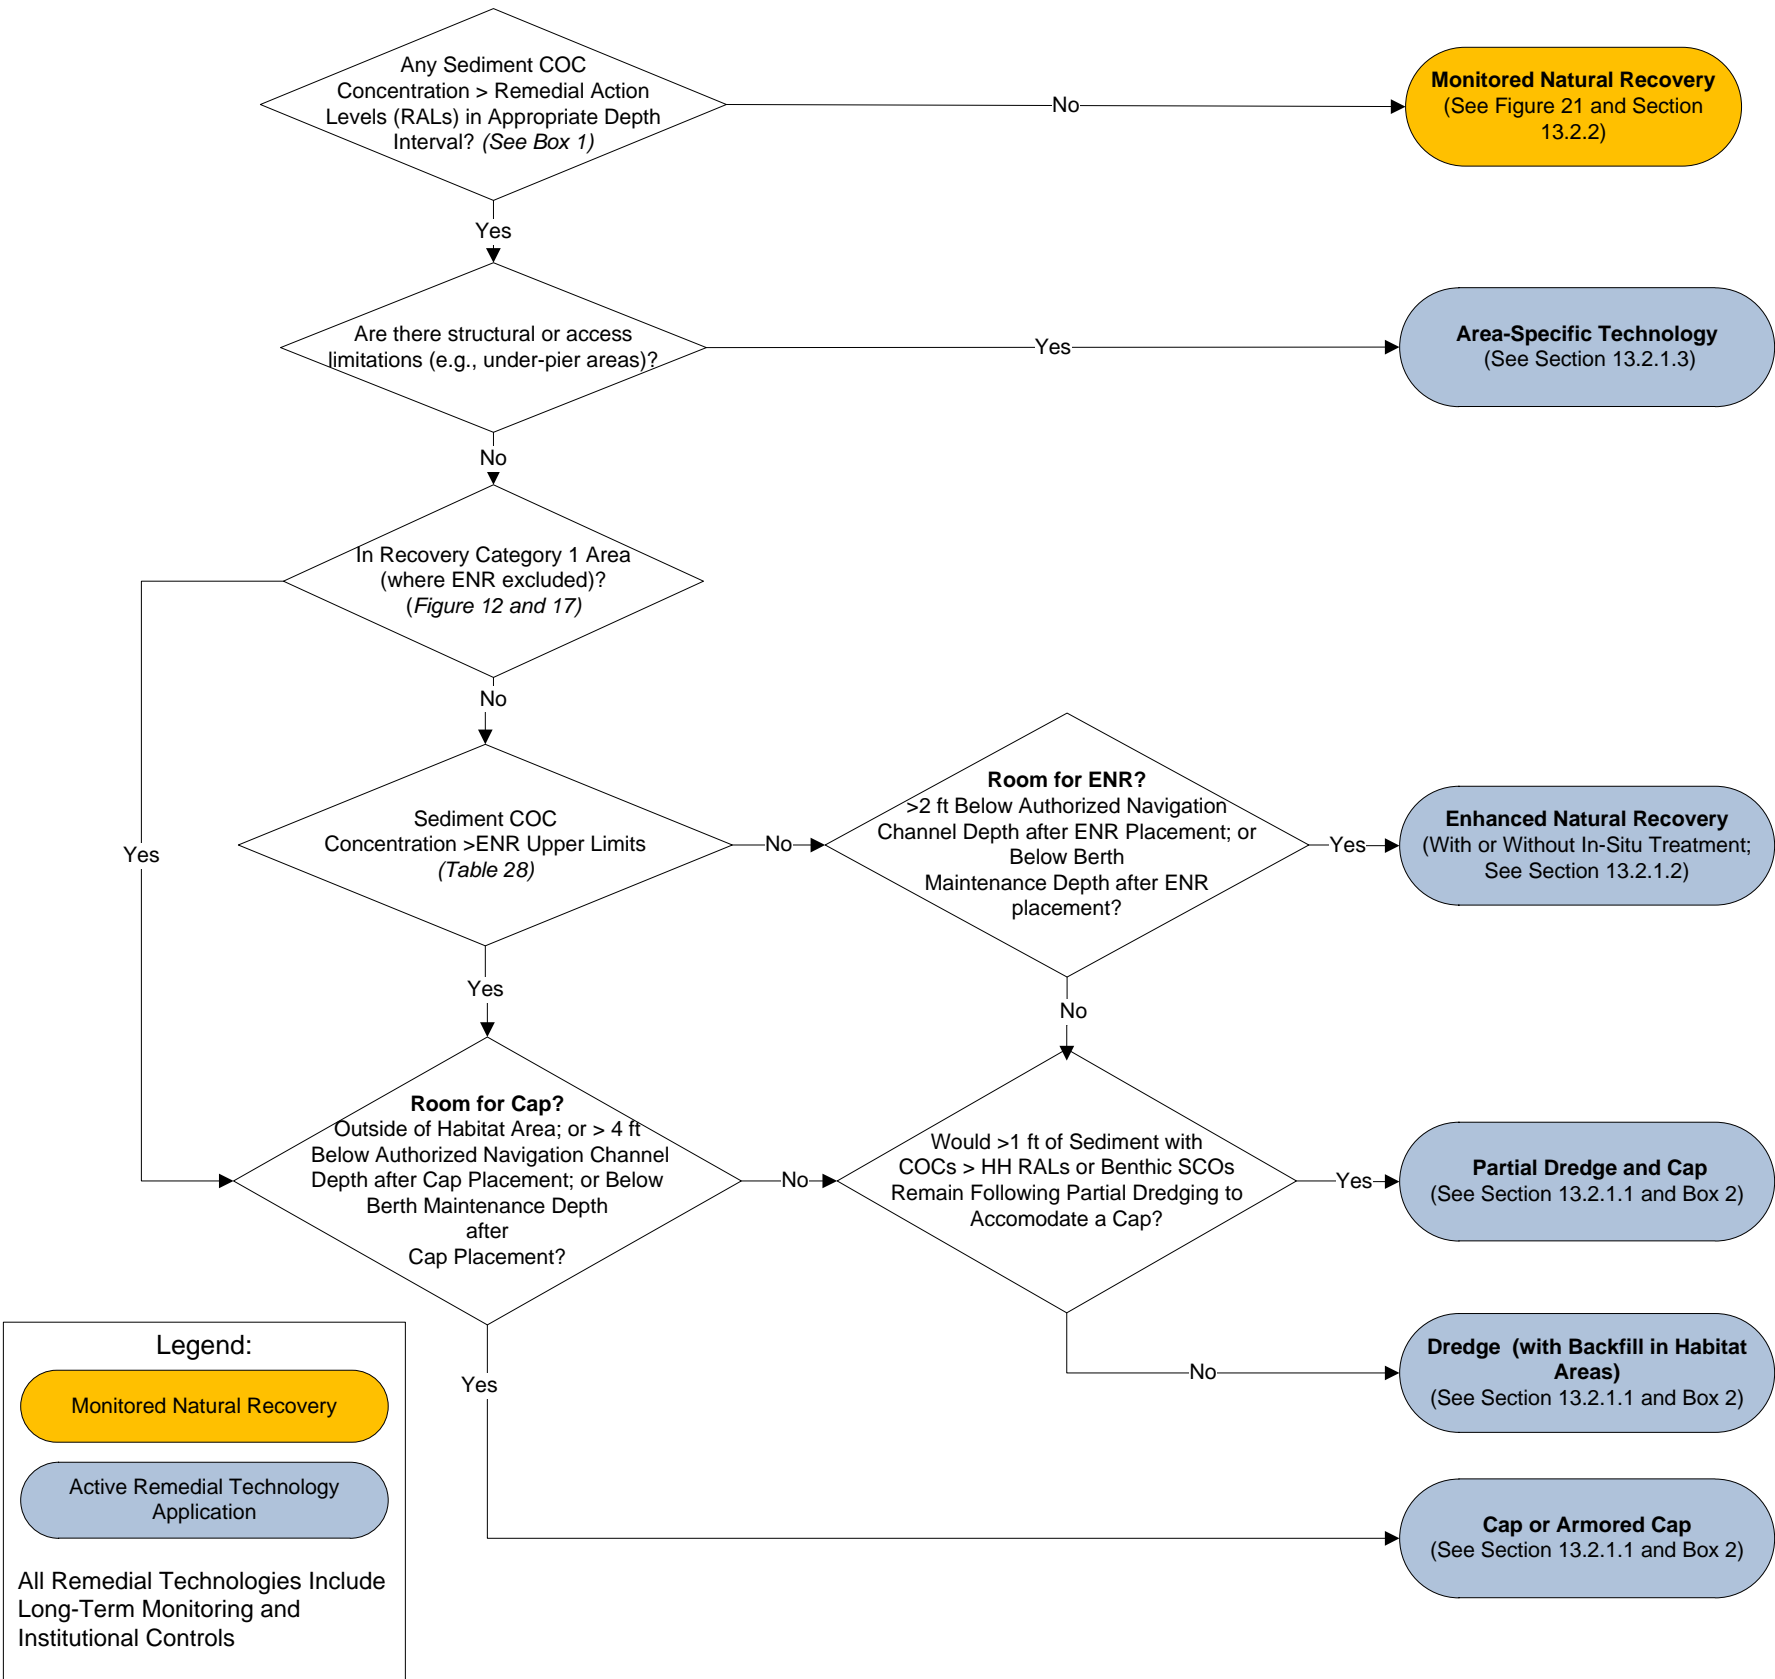 Any Sediment COC
Concentration > Remedial Action
Levels (RALs) in Appropriate Depth
Interval? (See Box 1)
No
Monitored Natural Recovery
(See Figure 21 and Section
13.2.2)
Yes
Are there structural or access
limitations (e.g., under-pier areas)?
Yes
Area-Specific Technology
(See Section 13.2.1.3)
No
In Recovery Category 1 Area
(where ENR excluded)?
(Figure 12 and 17)
Yes
No
Sediment COC
Concentration >ENR Upper Limits
(Table 28)
No
Room for ENR?
>2 ft Below Authorized Navigation
Channel Depth after ENR Placement; or
Below Berth
Maintenance Depth after ENR
placement?
Yes
Enhanced Natural Recovery
(With or Without In-Situ Treatment;
See Section 13.2.1.2)
Yes
No
Room for Cap?
Outside of Habitat Area; or > 4 ft
Below Authorized Navigation Channel
Depth after Cap Placement; or Below
Berth Maintenance Depth
after
Cap Placement?
No
Would >1 ft of Sediment with
COCs > HH RALs or Benthic SCOs
Remain Following Partial Dredging to
Accomodate a Cap?
Yes
Partial Dredge and Cap
(See Section 13.2.1.1 and Box 2)
No
Dredge  (with Backfill in Habitat
Areas)
(See Section 13.2.1.1 and Box 2)
Yes
Cap or Armored Cap
(See Section 13.2.1.1 and Box 2)
Legend:
Monitored Natural Recovery
Active Remedial Technology
Application
All Remedial Technologies Include
Long-Term Monitoring and
Institutional Controls